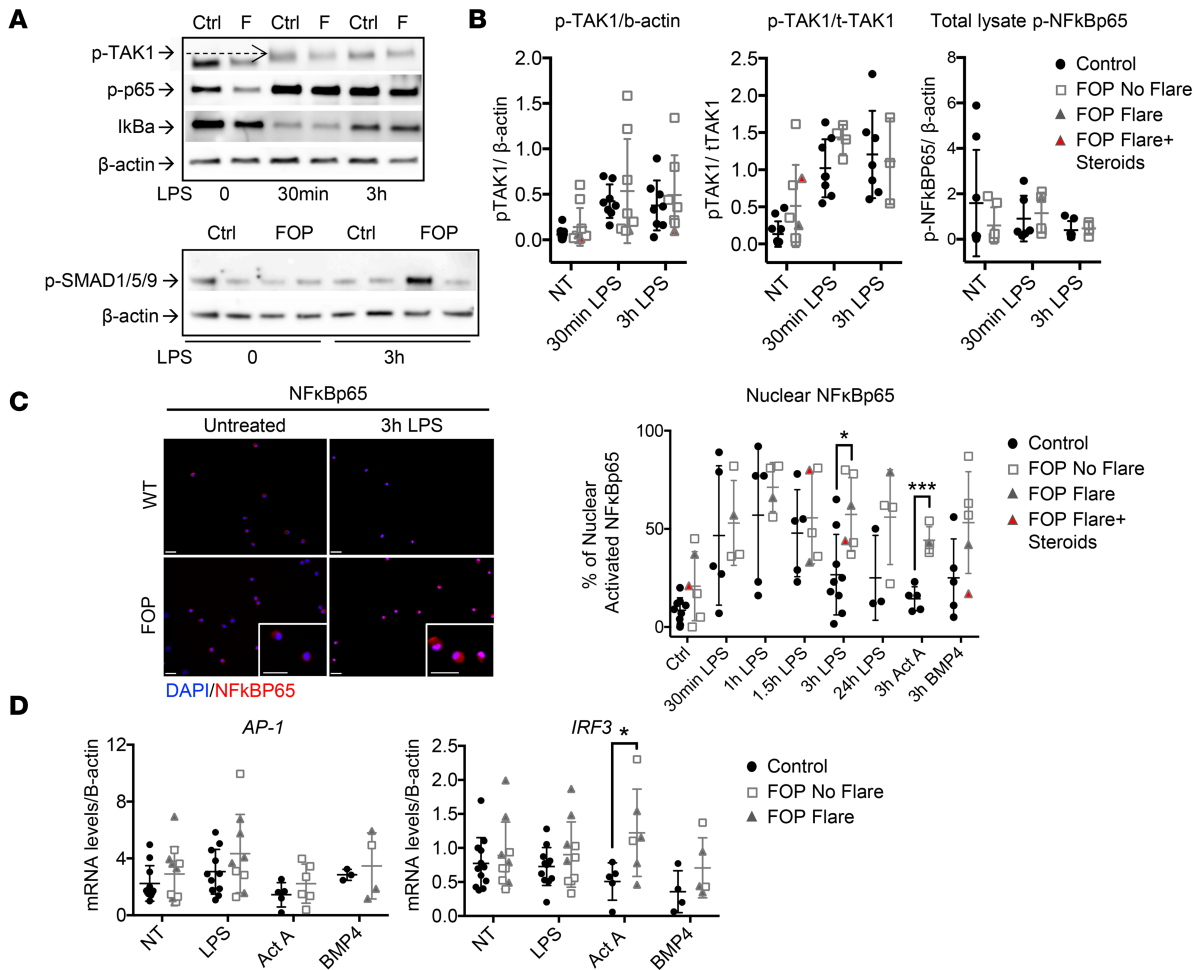 A
Ctrl F Ctrl F Ctrl F
p-TAK1→
p-p65→
IkBa→
β-actin→
LPS 0 30min 3h
Ctrl FOP Ctrl FOP
p-SMAD1/5/9→
β-actin→
LPS 0 3h
B
p-TAK1/b-actin
pTAK1/ β-actin
2.0
1.5
1.0
0.5
0.0
NT
30min LPS
3h LPS
p-TAK1/t-TAK1
pTAK1/ tTAK1
2.5
2.0
1.5
1.0
0.5
0.0
NT
30min LPS
3h LPS
Total lysate p-NFkBp65
p-NFkBP65/ β-actin
8
6
4
2
0
NT
30min LPS
3h LPS
Control
FOP No Flare
FOP Flare
FOP Flare+
Steroids
C
NFκBp65
Untreated 3h LPS
WT
FOP
DAPI/NFkBP65
Nuclear NFκBp65
% of Nuclear
Activated NFκBp65
100
50
0
*
***
Ctrl
30min LPS
1h LPS
1.5h LPS
3h LPS
24h LPS
3h Act A
3h BMP4
Control
FOP No Flare
FOP Flare
FOP Flare+
Steroids
D
AP-1
mRNA levels/B-actin
12
8
4
0
NT
LPS
Act A
BMP4
IRF3
mRNA levels/B-actin
2.5
2.0
1.5
1.0
0.5
0.0
*
NT
LPS
Act A
BMP4
Control
FOP No Flare
FOP Flare